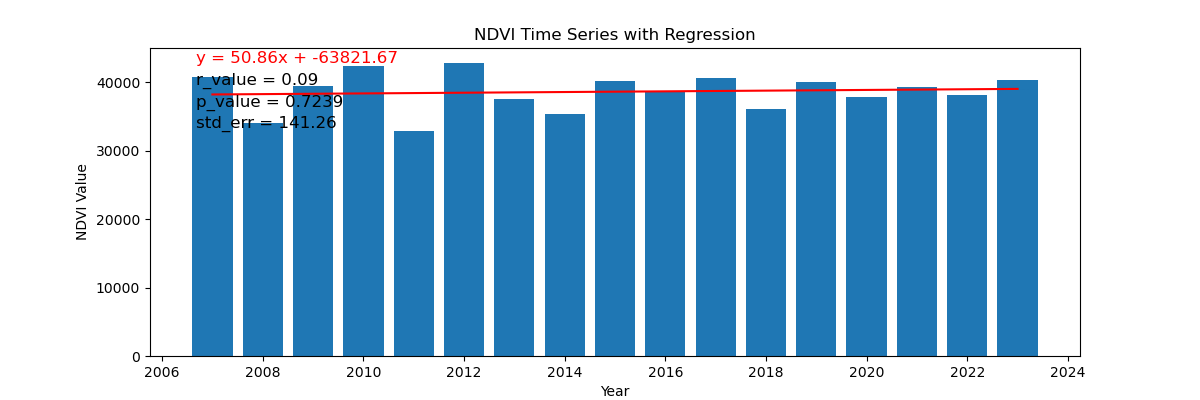 NDVI Time Series with Regression
y = 50.86x + -63821.67
r_value = 0.09
p_value = 0.7239
std_err = 141.26
40000
30000
20000
10000
0
NDVI Value
2006 2008 2010 2012 2014 2016 2018 2020 2022 2024
Year